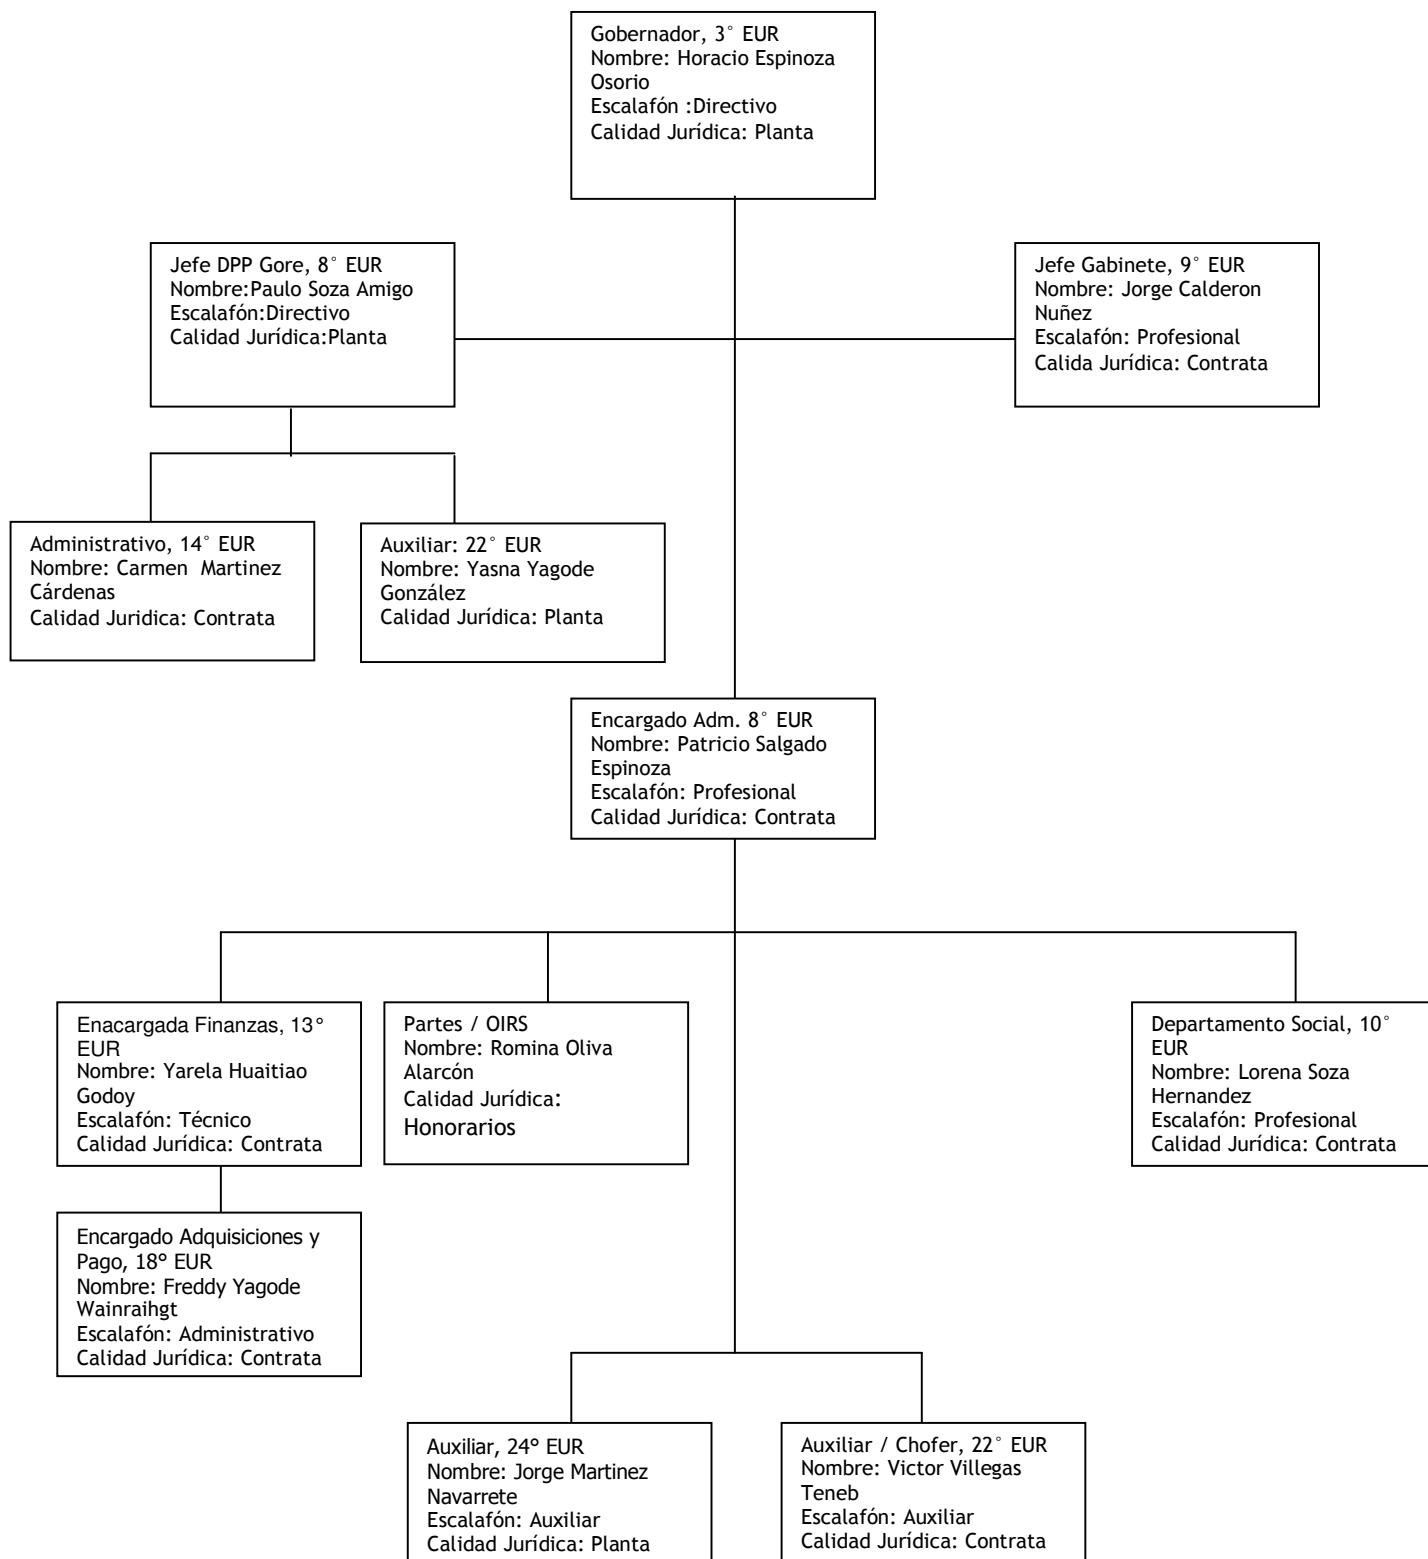 Gobernador, 3° EUR
Nombre: Horacio Espinoza
Osorio
Escalafón :Directivo
Calidad Jurídica: Planta
Jefe DPP Gore, 8° EUR
Nombre:Paulo Soza Amigo
Escalafón:Directivo
Calidad Jurídica:Planta
Jefe Gabinete, 9° EUR
Nombre: Jorge Calderon
Nuñez
Escalafón: Profesional
Calida Jurídica: Contrata
Administrativo, 14° EUR
Nombre: Carmen Martinez
Cárdenas
Calidad Juridica: Contrata
Auxiliar: 22° EUR
Nombre: Yasna Yagode
González
Calidad Jurídica: Planta
Encargado Adm. 8° EUR
Nombre: Patricio Salgado
Espinoza
Escalafón: Profesional
Calidad Jurídica: Contrata
Enacargada Finanzas, 13°
EUR
Nombre: Yarela Huaitiao
Godoy
Escalafón: Técnico
Calidad Jurídica: Contrata
Partes / OIRS
Nombre: Romina Oliva
Alarcón
Calidad Jurídica:
Honorarios
Departamento Social, 10°
EUR
Nombre: Lorena Soza
Hernandez
Escalafón: Profesional
Calidad Jurídica: Contrata
Encargado Adquisiciones y
Pago, 18º EUR
Nombre: Freddy Yagode
Wainraihgt
Escalafón: Administrativo
Calidad Jurídica: Contrata
Auxiliar, 24º EUR
Nombre: Jorge Martinez
Navarrete
Escalafón: Auxiliar
Calidad Jurídica: Planta
Auxiliar / Chofer, 22° EUR
Nombre: Victor Villegas
Teneb
Escalafón: Auxiliar
Calidad Jurídica: Contrata